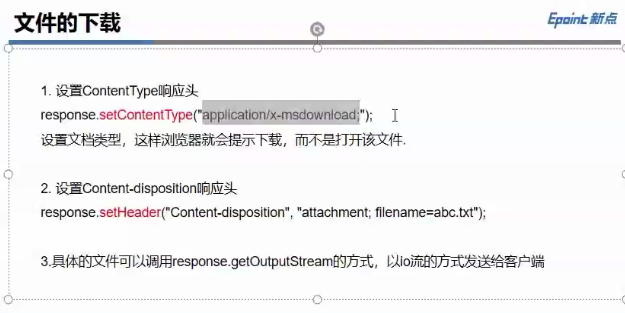 文件的下载
Epoint 新点
1. 设置ContentType响应头
response.setContentType("application/x-msdownload;");
设置文档类型，这样浏览器就会提示下载，而不是打开该文件.
2. 设置Content-disposition响应头
response.setHeader("Content-disposition", "attachment; filename=abc.txt");
3.具体的文件可以调用response.getOutputStream的方式，以io流的方式发送给客户端